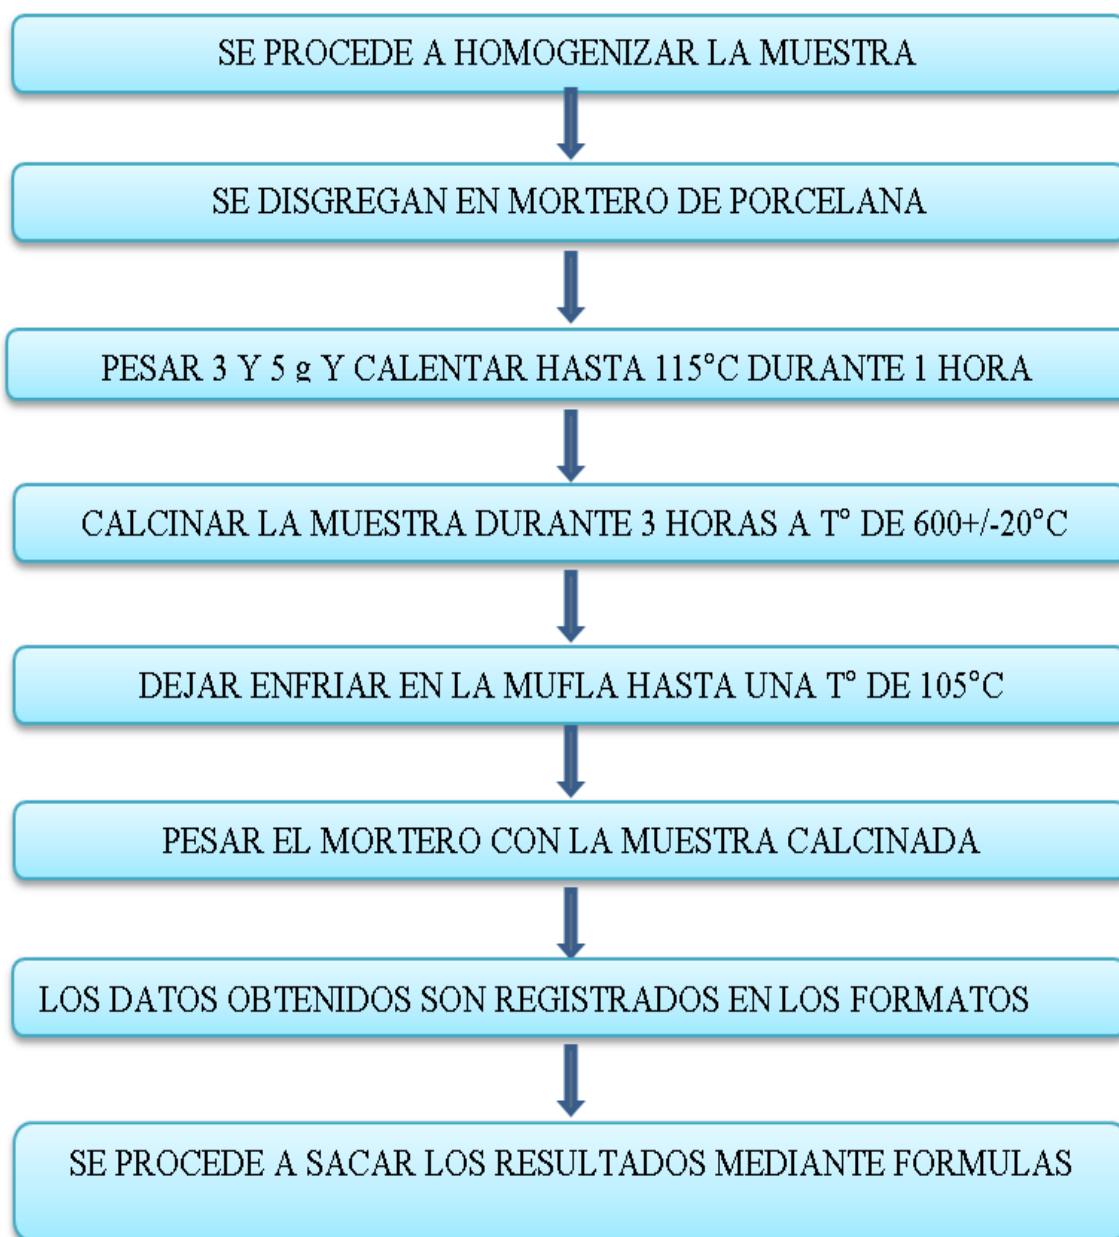 SE PROCEDE A HOMOGENIZAR LA MUESTRA
SE DISGREGAN EN MORTERO DE PORCELANA
PESAR 3 Y 5 g Y CALENTAR HASTA 115°C DURANTE 1 HORA
CALCINAR LA MUESTRA DURANTE 3 HORAS A T° DE 600+/-20°C
DEJAR ENFRIAR EN LA MUFLA HASTA UNA T° DE 105°C
PESAR EL MORTERO CON LA MUESTRA CALCINADA
LOS DATOS OBTENIDOS SON REGISTRADOS EN LOS FORMATOS
SE PROCEDE A SACAR LOS RESULTADOS MEDIANTE FORMULAS